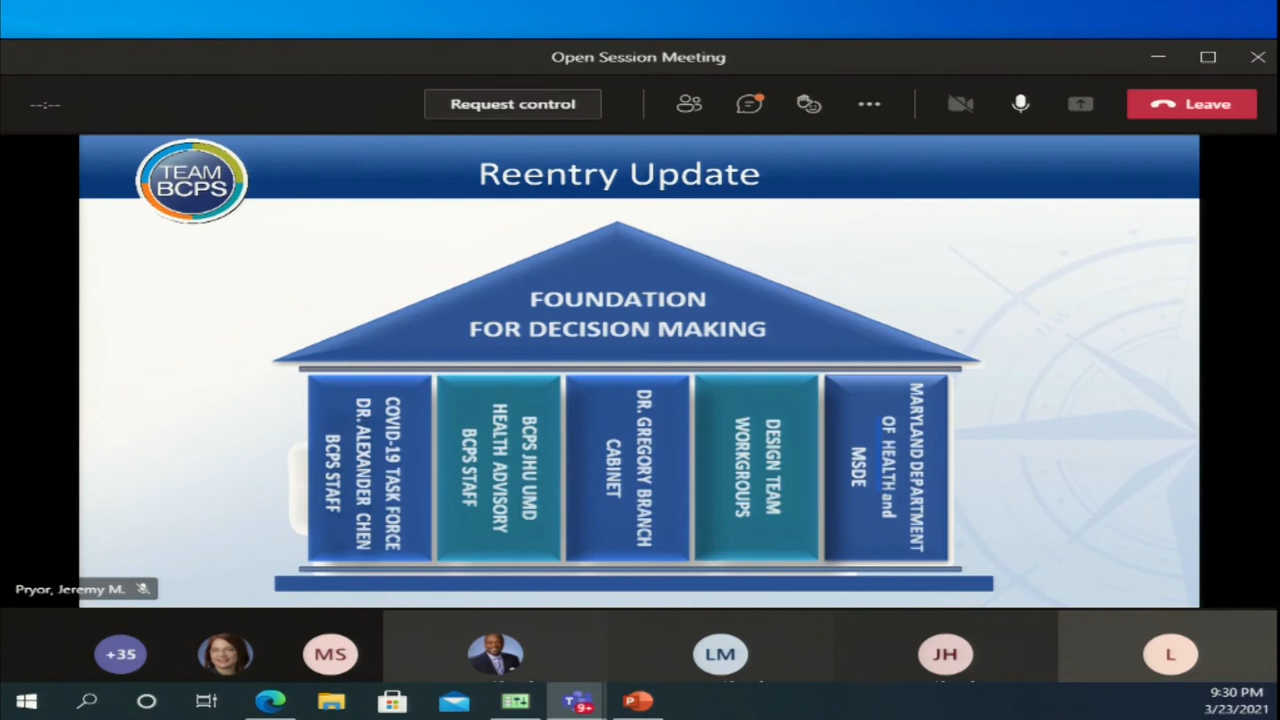 Open Session Meeting
--:--
Request control
Leave
TEAM
BCPS
Reentry Update
FOUNDATION
FOR DECISION MAKING
COVID-19 TASK FORCE
DR. ALEXANDER CHEN
BCPS STAFF
BCPS JHU UMD
HEALTH ADVISORY
BCPS STAFF
DR. GREGORY BRANCH
CABINET
DESIGN TEAM
WORKGROUPS
MARYLAND DEPARTMENT
OF HEALTH and
MSDE
Pryor, Jeremy M.
+35
MS
LM
JH
L
9+
9:30 PM
3/23/2021